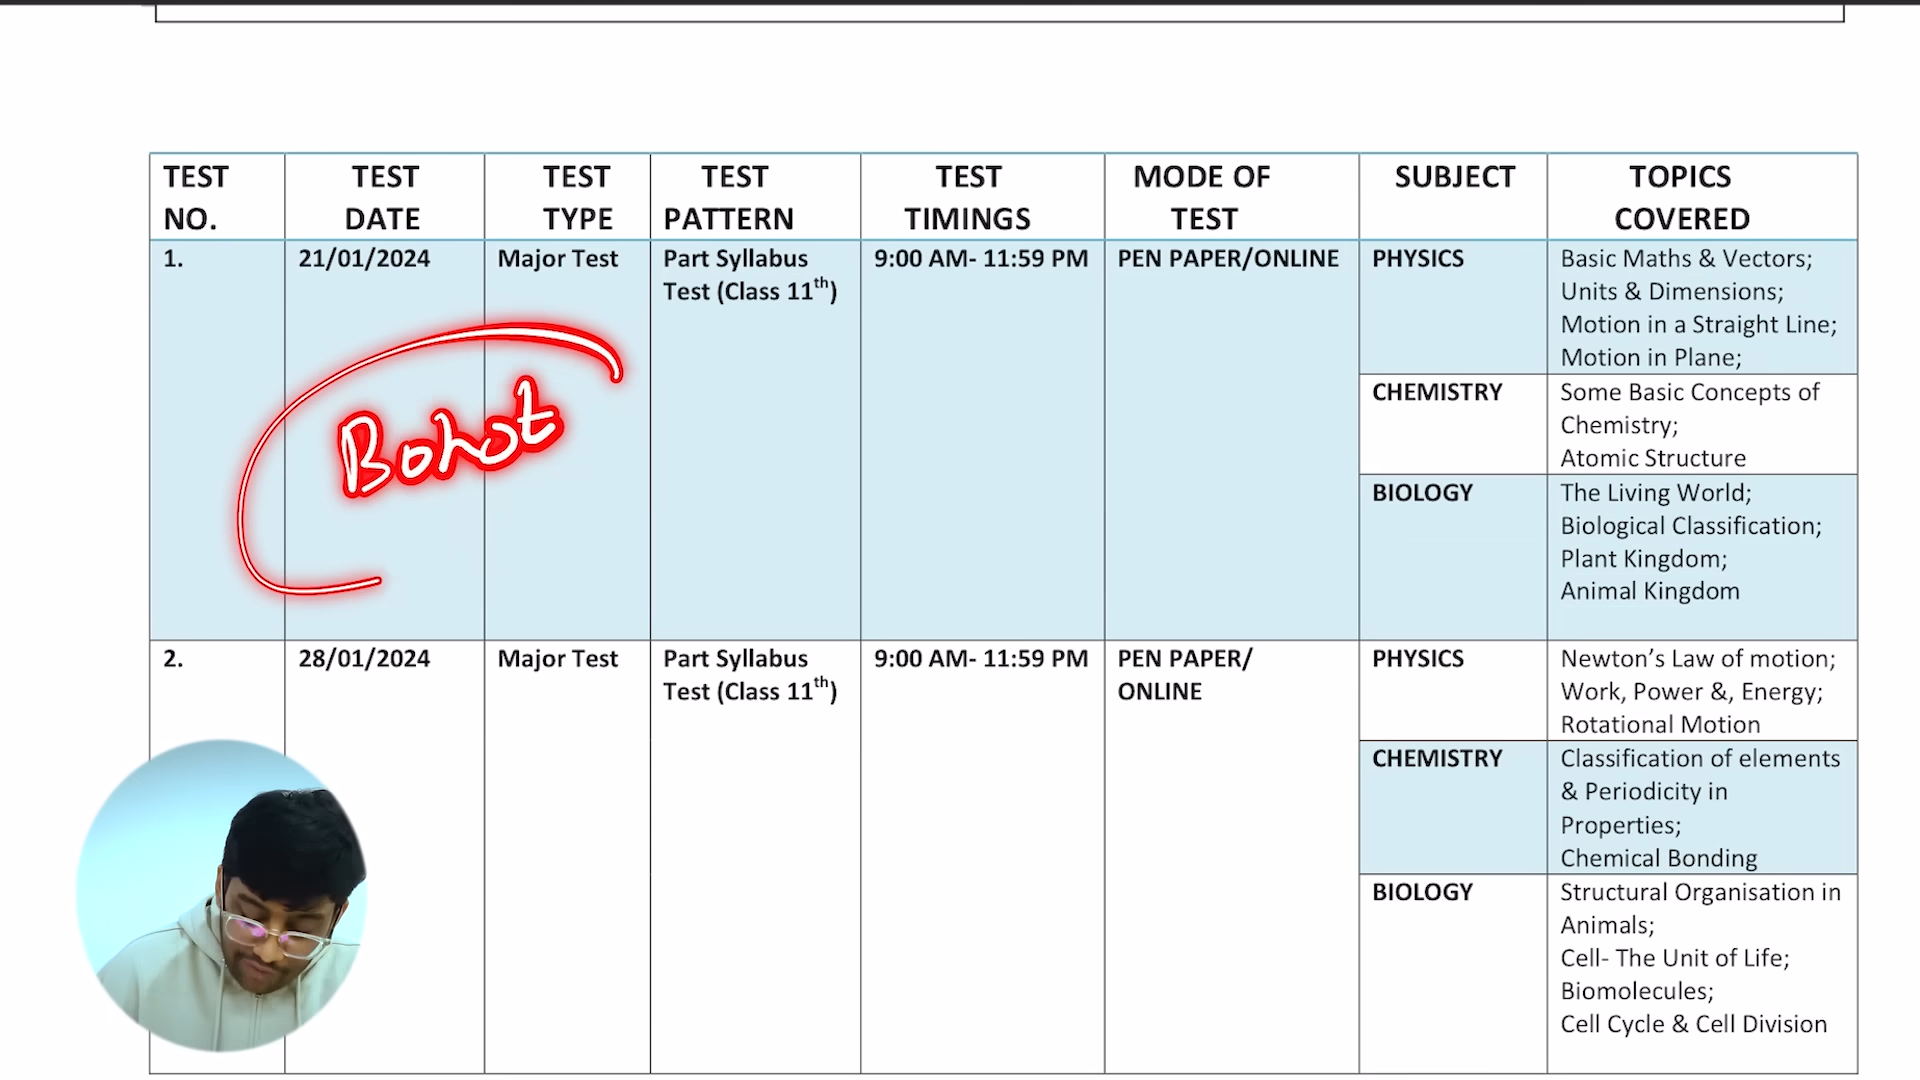 TEST NO.
TEST DATE
TEST TYPE
TEST PATTERN
TEST TIMINGS
MODE OF TEST
SUBJECT
TOPICS COVERED
1.
21/01/2024
Major Test
Part Syllabus
Test (Class 11th)
9:00 AM- 11:59 PM
PEN PAPER/ONLINE
PHYSICS
Basic Maths & Vectors;
Units & Dimensions;
Motion in a Straight Line;
Motion in Plane;
Bohot
CHEMISTRY
Some Basic Concepts of
Chemistry;
Atomic Structure
BIOLOGY
The Living World;
Biological Classification;
Plant Kingdom;
Animal Kingdom
2.
28/01/2024
Major Test
Part Syllabus
Test (Class 11th)
9:00 AM- 11:59 PM
PEN PAPER/
ONLINE
PHYSICS
Newton’s Law of motion;
Work, Power &, Energy;
Rotational Motion
CHEMISTRY
Classification of elements
& Periodicity in
Properties;
Chemical Bonding
BIOLOGY
Structural Organisation in
Animals;
Cell- The Unit of Life;
Biomolecules;
Cell Cycle & Cell Division